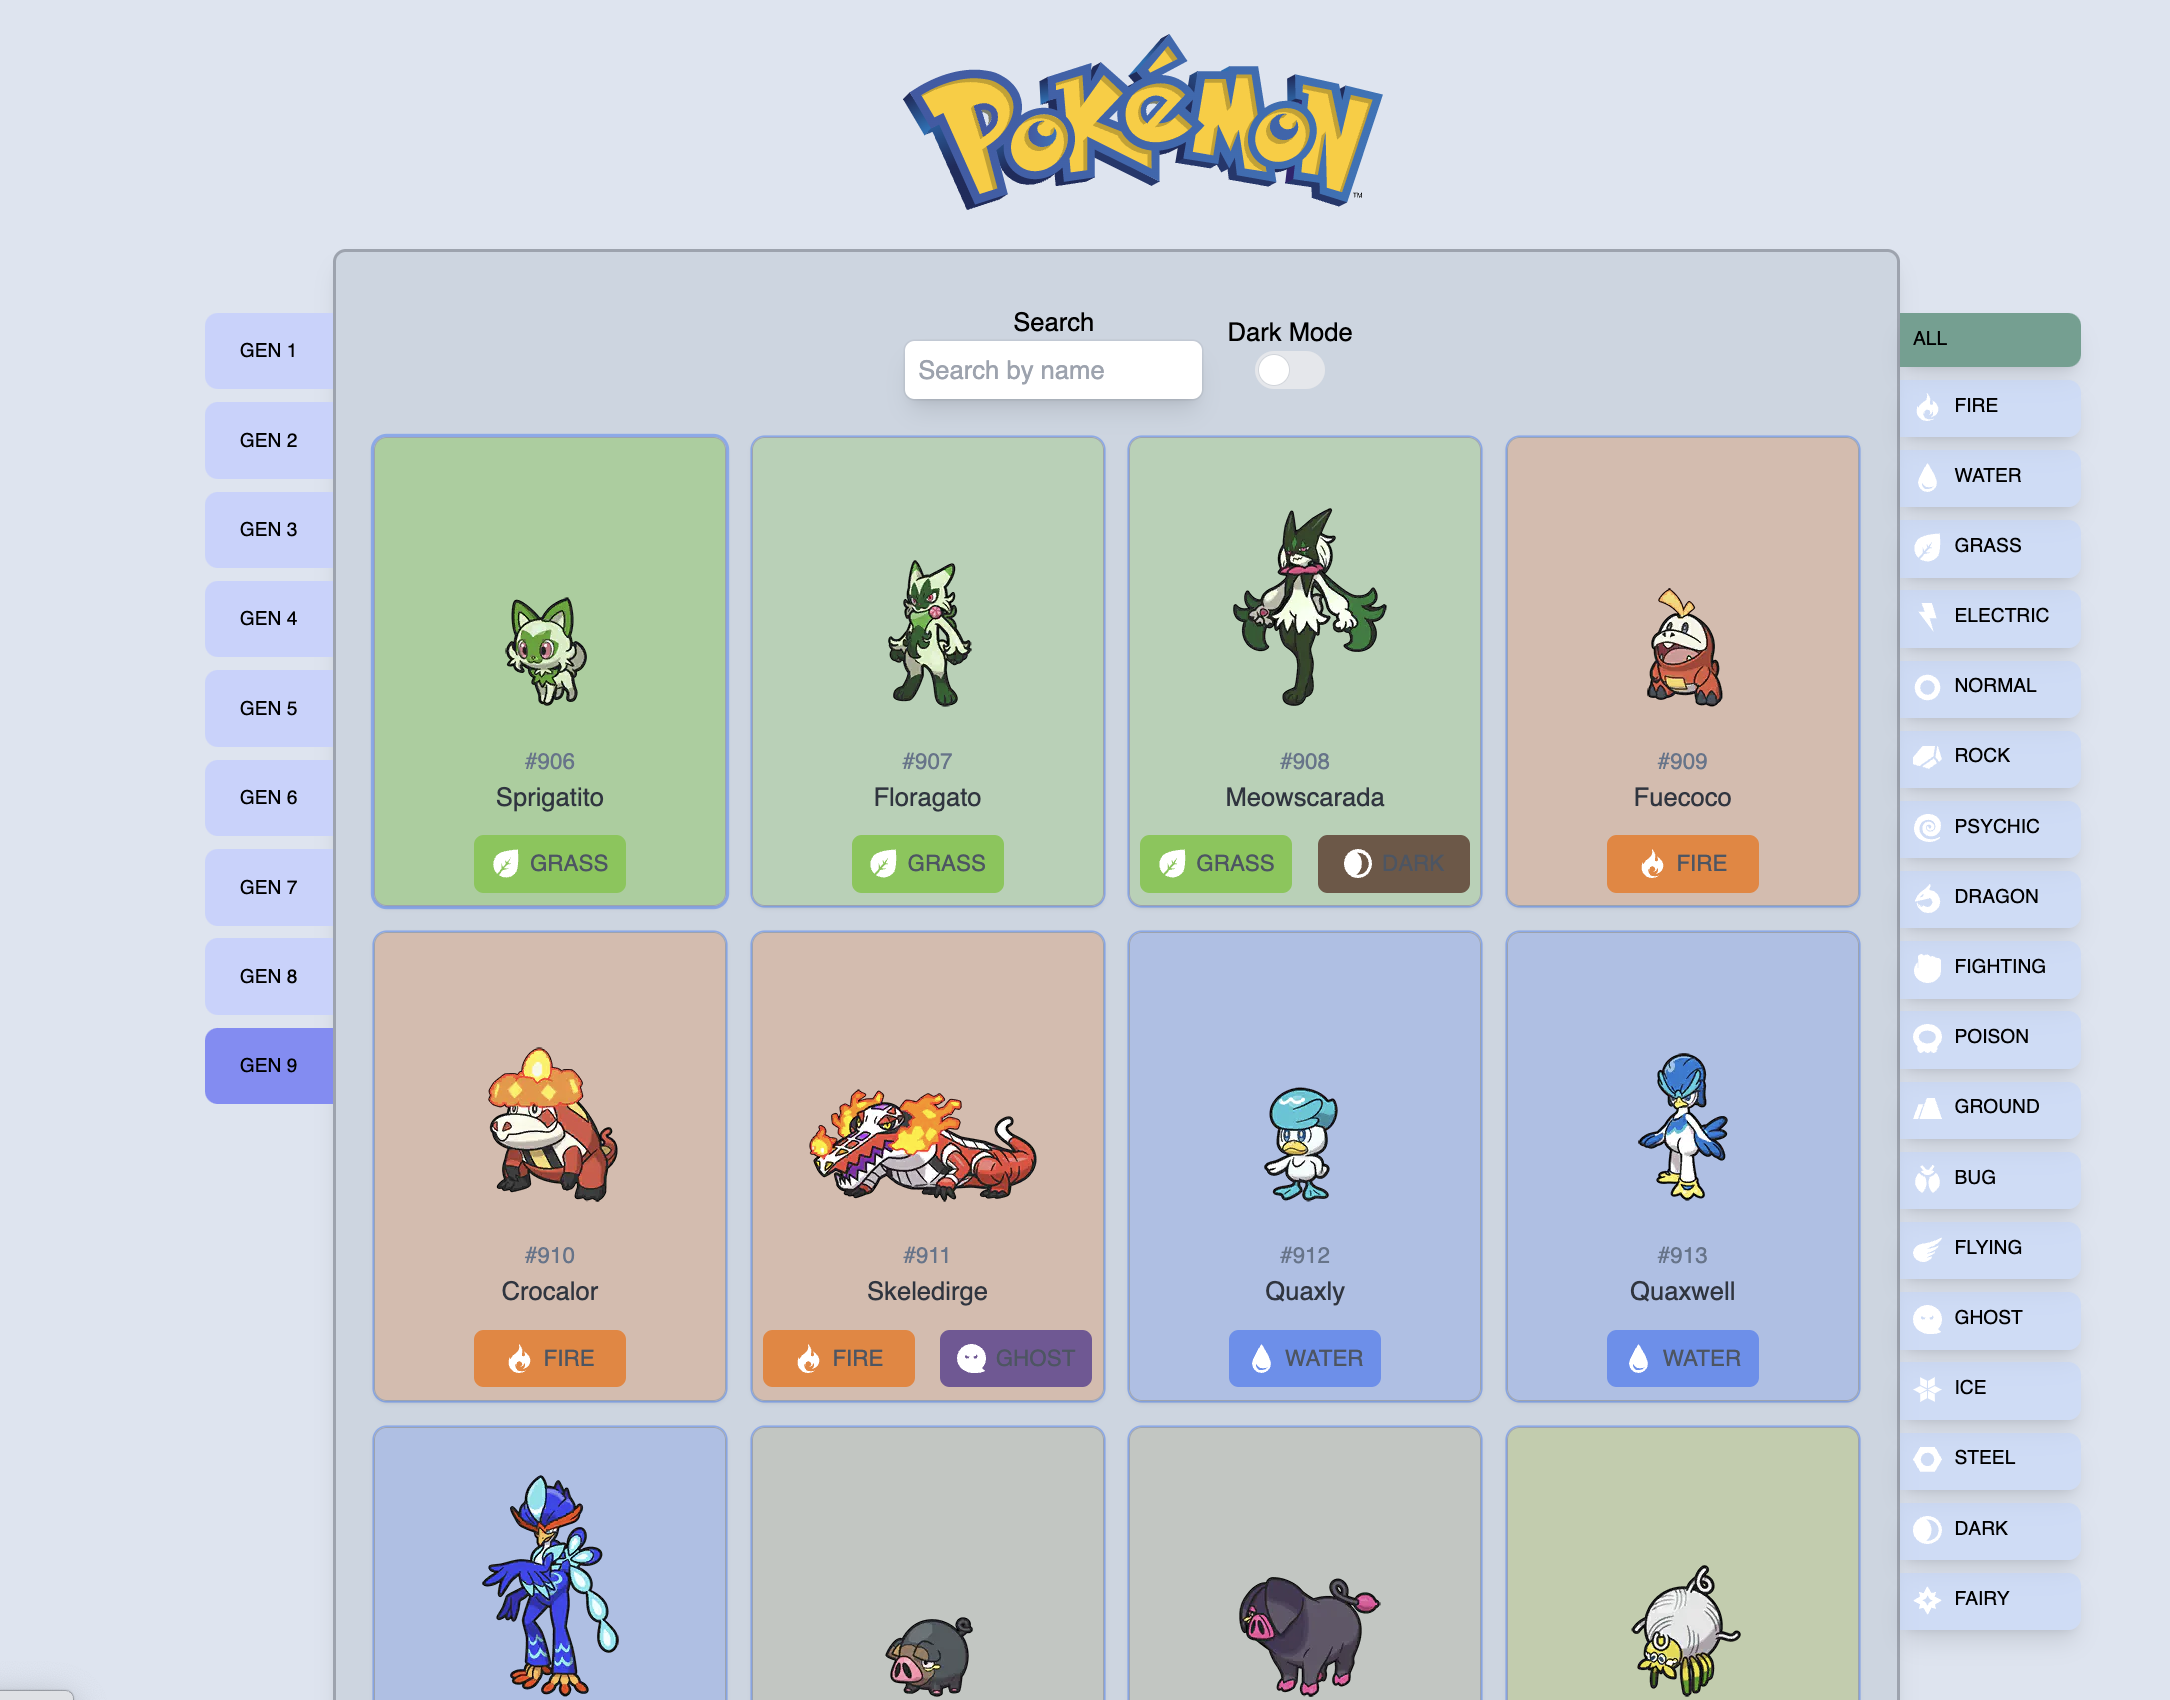 Pokémon
TM
Search
Dark Mode
Search by name
GEN 1
GEN 2
GEN 3
GEN 4
GEN 5
GEN 6
GEN 7
GEN 8
GEN 9
#906
Sprigatito
GRASS
#907
Floragato
GRASS
#908
Meowscarada
GRASS DARK
#909
Fuecoco
FIRE
#910
Crocalor
FIRE
#911
Skeledirge
FIRE GHOST
#912
Quaxly
WATER
#913
Quaxwell
WATER
ALL
FIRE
WATER
GRASS
ELECTRIC
NORMAL
ROCK
PSYCHIC
DRAGON
FIGHTING
POISON
GROUND
BUG
FLYING
GHOST
ICE
STEEL
DARK
FAIRY